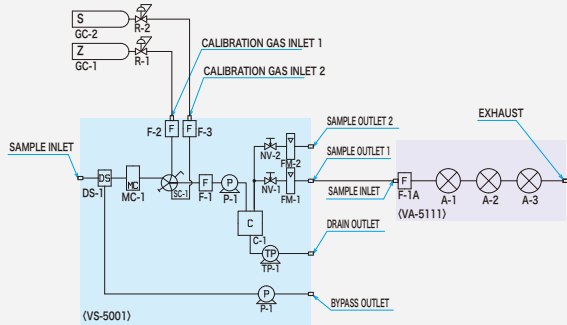 S
GC-2
R-2
Z
GC-1
R-1
CALIBRATION GAS INLET 1
CALIBRATION GAS INLET 2
F
F-2
F
F-3
SAMPLE INLET
DS
DS-1
MC
MC-1
SC-1
F
F-1
P
P-1
NV-2
FM-2
NV-1
FM-1
C
C-1
TP
TP-1
P
P-1
⟨VS-5001⟩
SAMPLE OUTLET 2
SAMPLE OUTLET 1
SAMPLE INLET
DRAIN OUTLET
BYPASS OUTLET
EXHAUST
F
F-1A
A-1
A-2
A-3
⟨VA-5111⟩